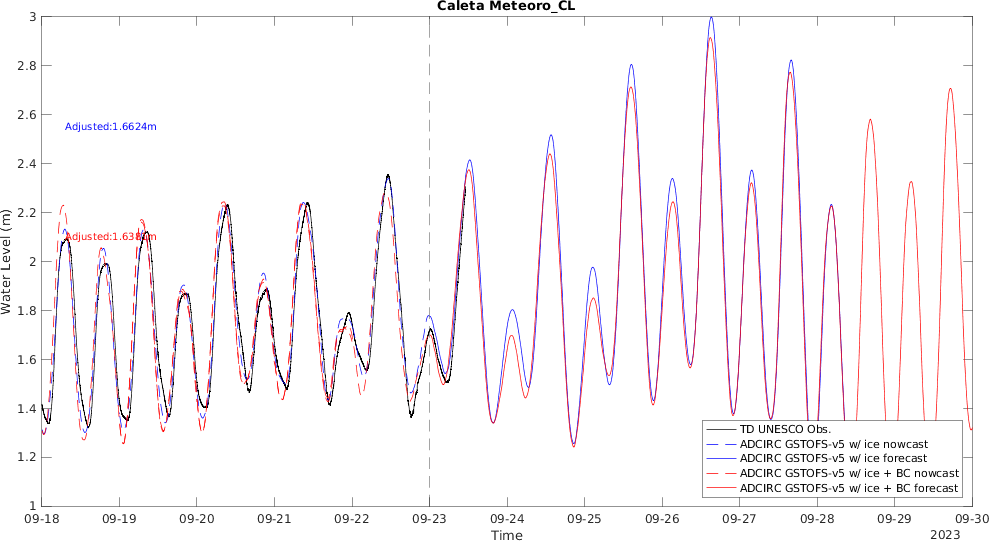 Caleta Meteoro_CL
3
2.8
2.6
2.4
2.2
2
1.8
1.6
1.4
1.2
1
Water Level (m)
Adjusted:1.6624m
TD UNESCO Obs.
ADCIRC GSTOFS-v5 w/ ice nowcast
ADCIRC GSTOFS-v5 w/ ice forecast
ADCIRC GSTOFS-v5 w/ ice + BC nowcast
ADCIRC GSTOFS-v5 w/ ice + BC forecast
09-18 09-19 09-20 09-21 09-22 09-23 09-24 09-25 09-26 09-27 09-28 09-29 09-30
Time
2023